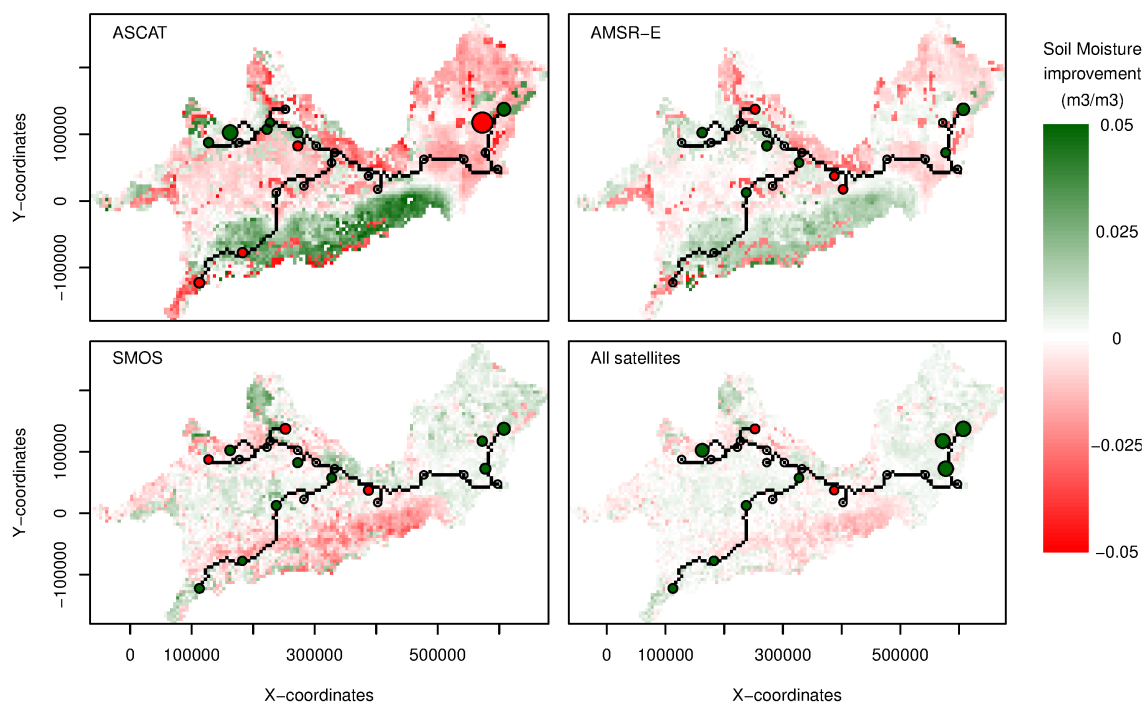 ASCAT
AMSR−E
Soil Moisture
improvement
(m3/m3)
0.05
0.025
0
−0.025
−0.05
100000
0
−100000
Y−coordinates
SMOS
All satellites
100000
0
−100000
Y−coordinates
0
100000
300000
500000
X−coordinates
0
100000
300000
500000
X−coordinates